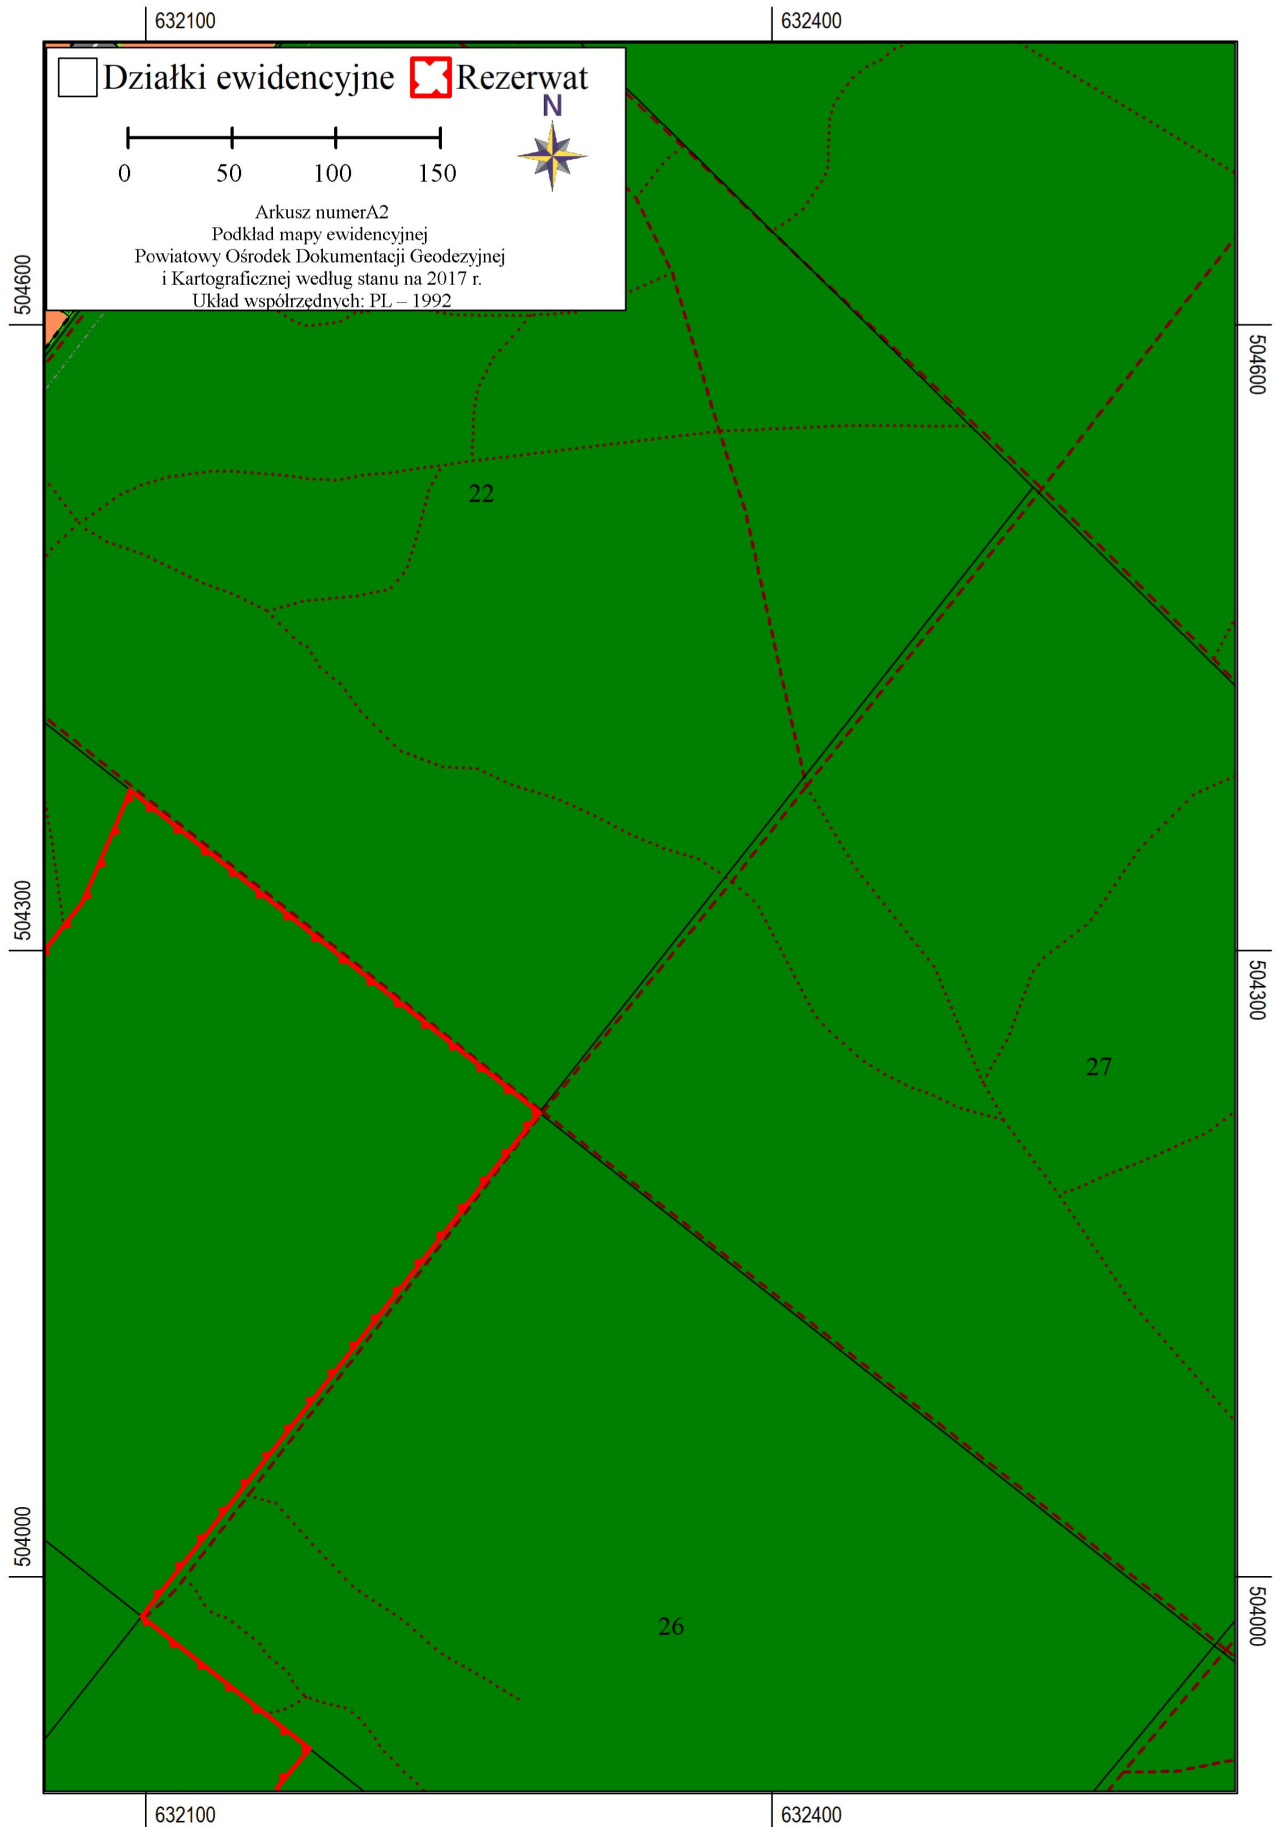 632100 632400
Działki ewidencyjne Rezerwat
N
0 50 100 150
Arkusz numerA2
Podkład mapy ewidencyjnej
Powiatowy Ośrodek Dokumentacji Geodezyjnej
i Kartograficznej według stanu na 2017 r.
Układ współrzędnych: PL – 1992
504600 504600
22
504300 504300
27
504000 504000
26
632100 632400